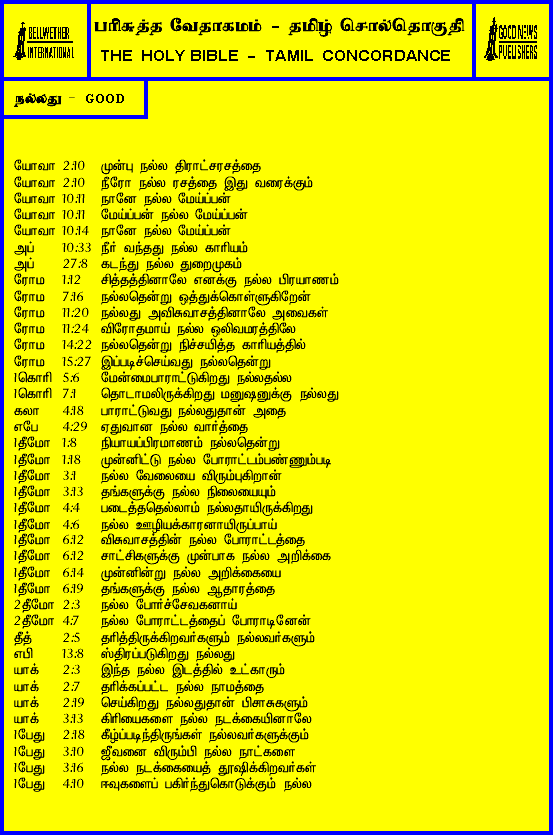 BELLWETHER
INTERNATIONAL
பரிசுத்த வேதாகமம் - தமிழ் சொல்தொகுதி
THE HOLY BIBLE - TAMIL CONCORDANCE
GOOD NEWS
PUBLISHERS
நல்லது - GOOD
யோவா 2:10 முன்பு நல்ல திராட்சரசத்தை
யோவா 2:10 நீரோ நல்ல ரசத்தை இது வரைக்கும்
யோவா 10:11 நானே நல்ல மேய்ப்பன்
யோவா 10:11 மேய்ப்பன் நல்ல மேய்ப்பன்
யோவா 10:14 நானே நல்ல மேய்ப்பன்
அப் 10:33 நீர் வந்தது நல்ல காரியம்
அப் 27:8 கடந்து நல்ல துறைமுகம்
ரோம 1:12 சித்தத்தினாலே எனக்கு நல்ல பிரயாணம்
ரோம 7:16 நல்லதென்று ஒத்துக்கொள்ளுகிறேன்
ரோம 11:20 நல்லது அவிசுவாசத்தினாலே அவைகள்
ரோம 11:24 விரோதமாய் நல்ல ஒலிவமரத்திலே
ரோம 14:22 நல்லதென்று நிச்சயித்த காரியத்தில்
ரோம 15:27 இப்படிச்செய்வது நல்லதென்று
1கொரி 5:6 மேன்மைபாராட்டுகிறது நல்லதல்ல
1கொரி 7:1 தொடாமலிருக்கிறது மனுஷனுக்கு நல்லது
கலா 4:18 பாராட்டுவது நல்லதுதான் அதை
எபே 4:29 ஏதுவான நல்ல வார்த்தை
1தீமோ 1:8 நியாயப்பிரமாணம் நல்லதென்று
1தீமோ 1:18 முன்னிட்டு நல்ல போராட்டம்பண்ணும்படி
1தீமோ 3:1 நல்ல வேலையை விரும்புகிறான்
1தீமோ 3:13 தங்களுக்கு நல்ல நிலையையும்
1தீமோ 4:4 படைத்ததெல்லாம் நல்லதாயிருக்கிறது
1தீமோ 4:6 நல்ல ஊழியக்காரனாயிருப்பாய்
1தீமோ 6:12 விசுவாசத்தின் நல்ல போராட்டத்தை
1தீமோ 6:12 சாட்சிகளுக்கு முன்பாக நல்ல அறிக்கை
1தீமோ 6:14 முன்னின்று நல்ல அறிக்கையை
1தீமோ 6:19 தங்களுக்கு நல்ல ஆதாரத்தை
2தீமோ 2:3 நல்ல போர்ச்சேவகனாய்
2தீமோ 4:7 நல்ல போராட்டத்தைப் போராடினேன்
தீத் 2:5 தரித்திருக்கிறவர்களும் நல்லவர்களும்
எபி 13:8 ஸ்திரப்படுகிறது நல்லது
யாக் 2:3 இந்த நல்ல இடத்தில் உட்காரும்
யாக் 2:7 தரிக்கப்பட்ட நல்ல நாமத்தை
யாக் 2:19 செய்கிறது நல்லதுதான் பிசாசுகளும்
யாக் 3:13 கிரியைகளை நல்ல நடக்கையினாலே
1பேது 2:18 கீழ்ப்படிந்திருங்கள் நல்லவர்களுக்கும்
1பேது 3:10 ஜீவனை விரும்பி நல்ல நாட்களை
1பேது 3:16 நல்ல நடக்கையைத் தூஷிக்கிறவர்கள்
1பேது 4:10 ஈவுகளைப் பகிர்ந்துகொடுக்கும் நல்ல